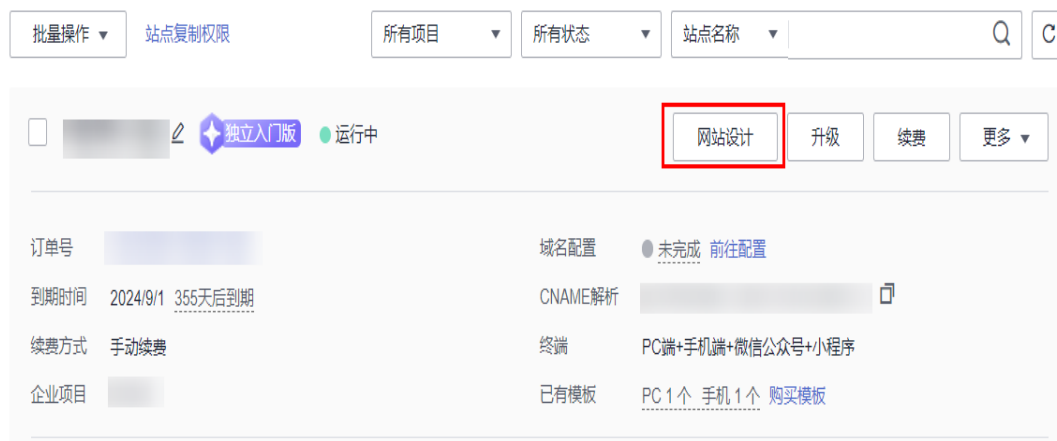 批量操作 站点复制权限 所有项目 所有状态 站点名称
独立入门版 运行中 网站设计 升级 续费 更多
订单号 域名配置 未完成 前往配置
到期时间 2024/9/1 355天后到期 CNAME解析
续费方式 手动续费 终端 PC端+手机端+微信公众号+小程序
企业项目 已有模板 PC 1 个 手机 1 个 购买模板